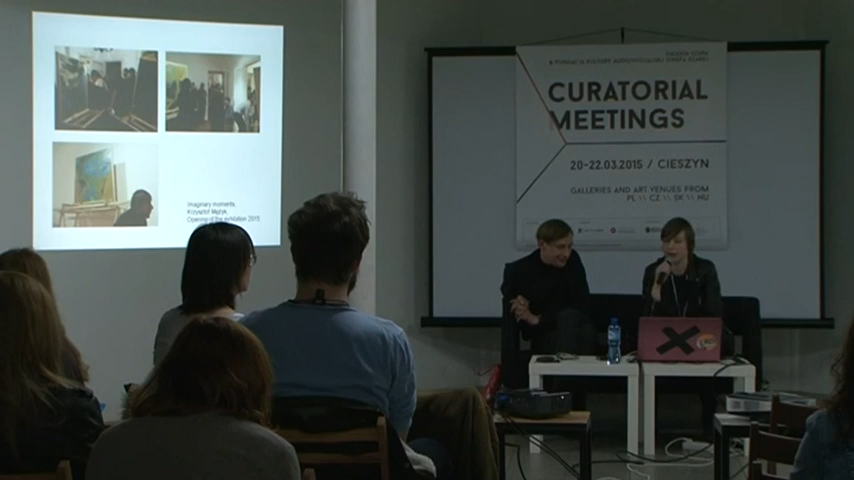 Imaginary moments,
Krzysztof Mężyk,
Opening of the exhibition 2015
CURATORIAL
MEETINGS
20-22.03.2015 / CIESZYN
GALLERIES AND ART VENUES FROM
PL \\ CZ \\ SK \\ HU